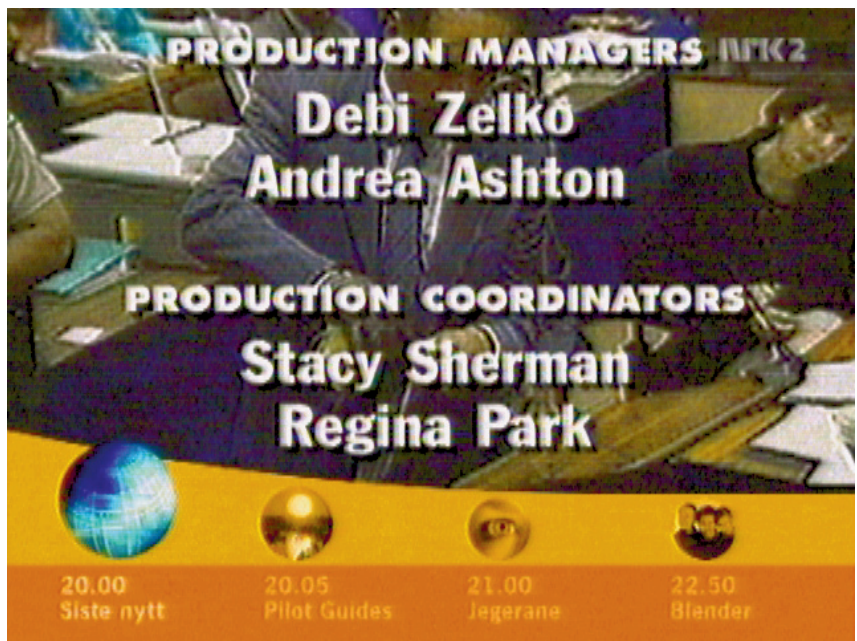 PRODUCTION MANAGERS NRK2
Debi Zelko
Andrea Ashton
PRODUCTION COORDINATORS
Stacy Sherman
Regina Park
20.00 20.05 21.00 22.50
Siste nytt Pilot Guides Jegerane Blender